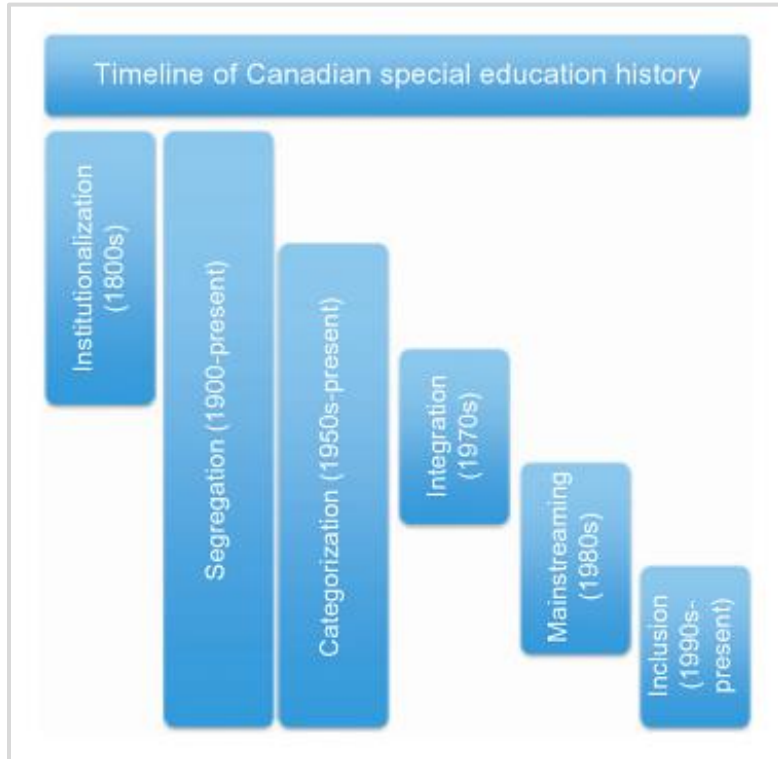 Timeline of Canadian special education history
Institutionalization
(1800s)
Segregation (1900-present)
Categorization (1950s-present)
Integration
(1970s)
Mainstreaming
(1980s)
Inclusion
(1990s-
present)